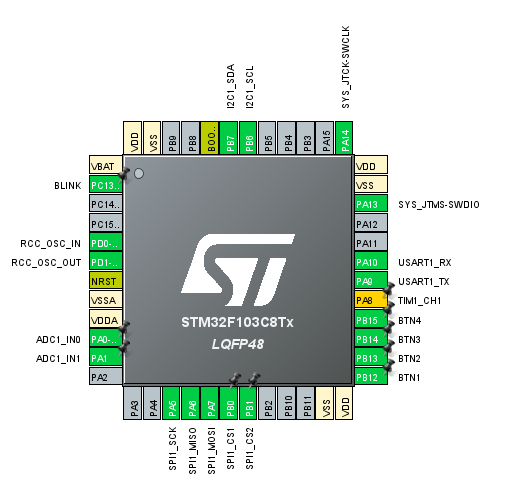 SYS_JTCK-SWCLK
I2C1_SDA
I2C1_SCL
VDD
VSS
PB9
PB8
BOO..
PB7
PB6
PB5
PB4
PB3
PA15
PA14
VBAT
BLINK
PC13..
PC14..
PC15..
RCC_OSC_IN
PD0-..
RCC_OSC_OUT
PD1-..
NRST
VSSA
VDDA
ADC1_IN0
PA0-..
ADC1_IN1
PA1
PA2
ST
STM32F103C8Tx
LQFP48
VDD
VSS
PA13
SYS_JTMS-SWDIO
PA12
PA11
PA10
USART1_RX
PA9
USART1_TX
PA8
TIM1_CH1
PB15
BTN4
PB14
BTN3
PB13
BTN2
PB12
BTN1
PA3
PA4
PA5
PA6
PA7
PB0
PB1
PB2
PB10
PB11
VSS
VDD
SPI1_SCK
SPI1_MISO
SPI1_MOSI
SPI1_CS1
SPI1_CS2